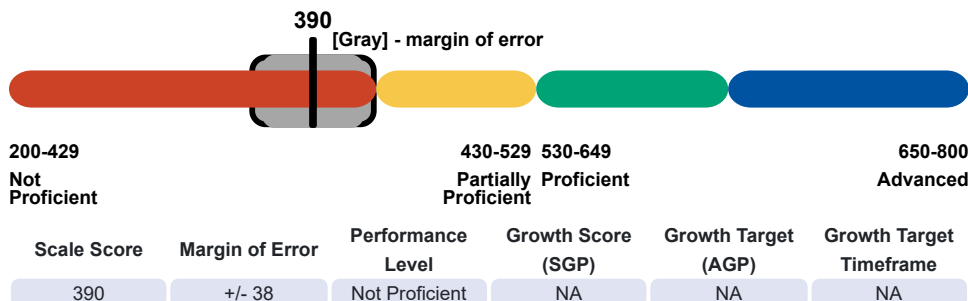 390
[Gray] - margin of error
200-429 430-529 530-649 650-800
Not Partially Proficient Advanced
Proficient Proficient
Scale Score Margin of Error Performance Level Growth Score (SGP) Growth Target (AGP) Growth Target Timeframe
390 +/- 38 Not Proficient NA NA NA